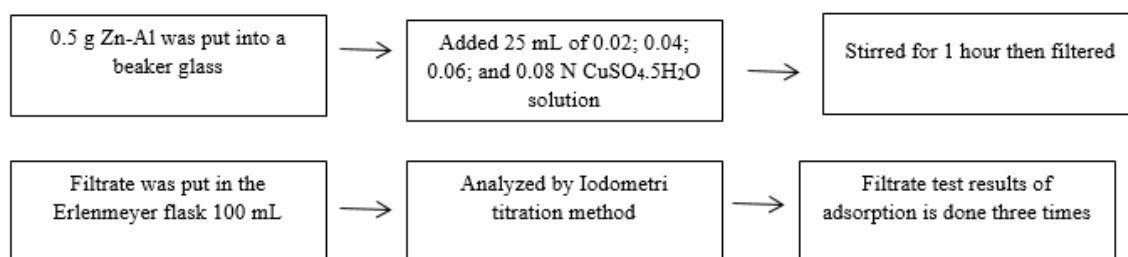 0.5 g Zn-Al was put into a
beaker glass
Added 25 mL of 0.02; 0.04;
0.06; and 0.08 N CuSO₄.5H₂O
solution
Stirred for 1 hour then filtered
Filtrate was put in the
Erlenmeyer flask 100 mL
Analyzed by Iodometri
titration method
Filtrate test results of
adsorption is done three times